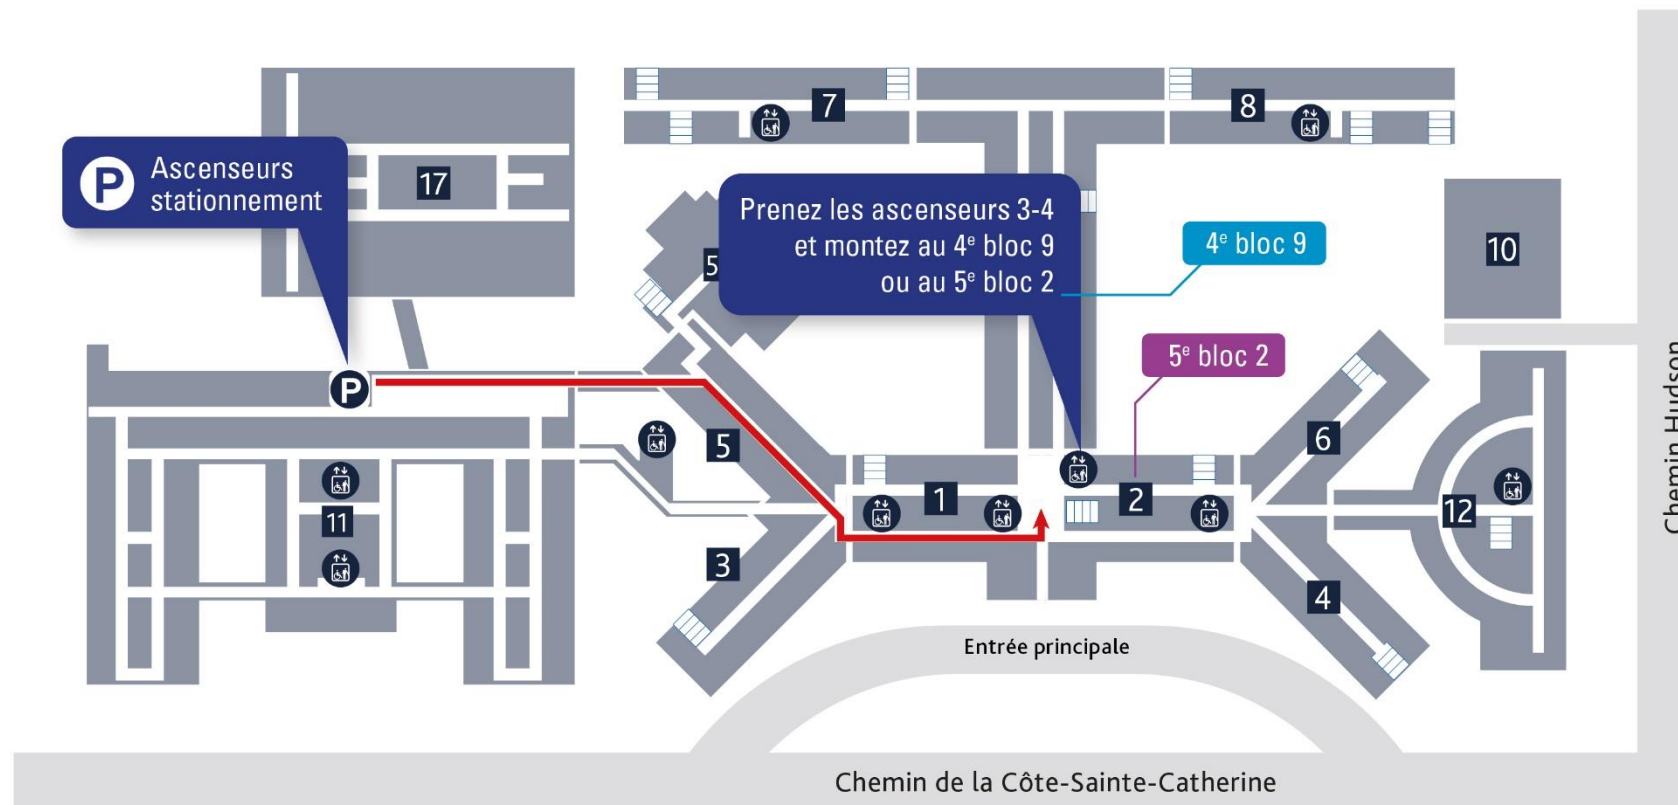 7
8
P Ascenseurs
stationnement
17
Prenez les ascenseurs 3-4
et montez au 4e bloc 9
ou au 5e bloc 2
4e bloc 9
10
5
5e bloc 2
P
5
6
1
2
11
12
3
4
Entrée principale
Chemin Hudson
Chemin de la Côte-Sainte-Catherine